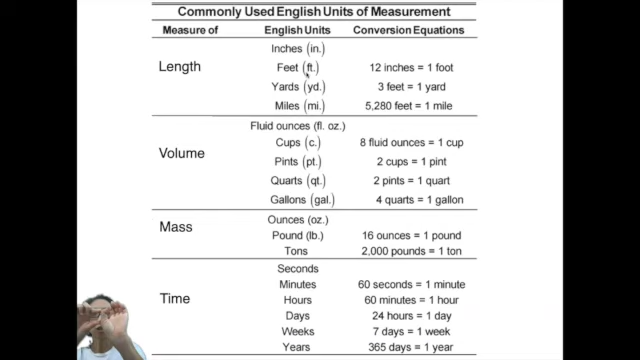 Commonly Used English Units of Measurement
Measure of English Units Conversion Equations
Inches (in.)
Length Feet (ft.) 12 inches = 1 foot
Yards (yd.) 3 feet = 1 yard
Miles (mi.) 5,280 feet = 1 mile
Fluid ounces (fl. oz.)
Cups (c.) 8 fluid ounces = 1 cup
Volume Pints (pt.) 2 cups = 1 pint
Quarts (qt.) 2 pints = 1 quart
Gallons (gal.) 4 quarts = 1 gallon
Ounces (oz.)
Mass Pound (lb.) 16 ounces = 1 pound
Tons 2,000 pounds = 1 ton
Seconds
Minutes 60 seconds = 1 minute
Time Hours 60 minutes = 1 hour
Days 24 hours = 1 day
Weeks 7 days = 1 week
Years 365 days = 1 year